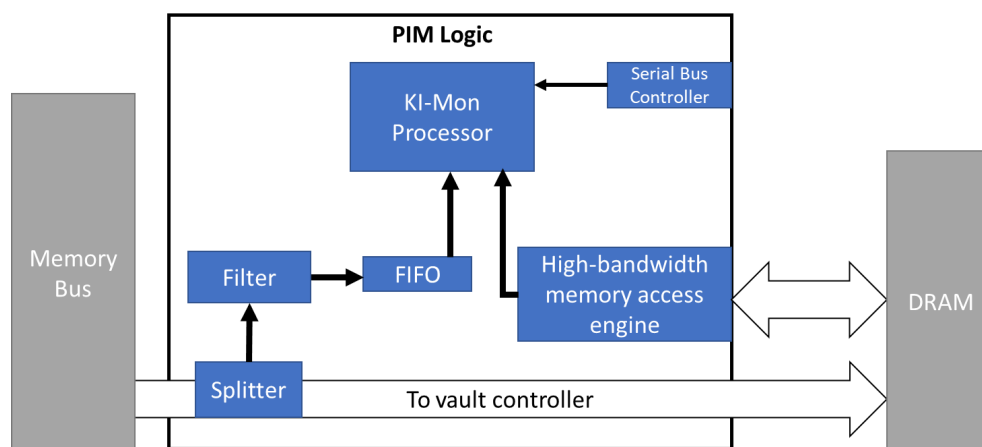 PIM Logic
KI-Mon
Processor
Serial Bus
Controller
Memory
Bus
Filter
FIFO
High-bandwidth
memory access
engine
DRAM
Splitter
To vault controller